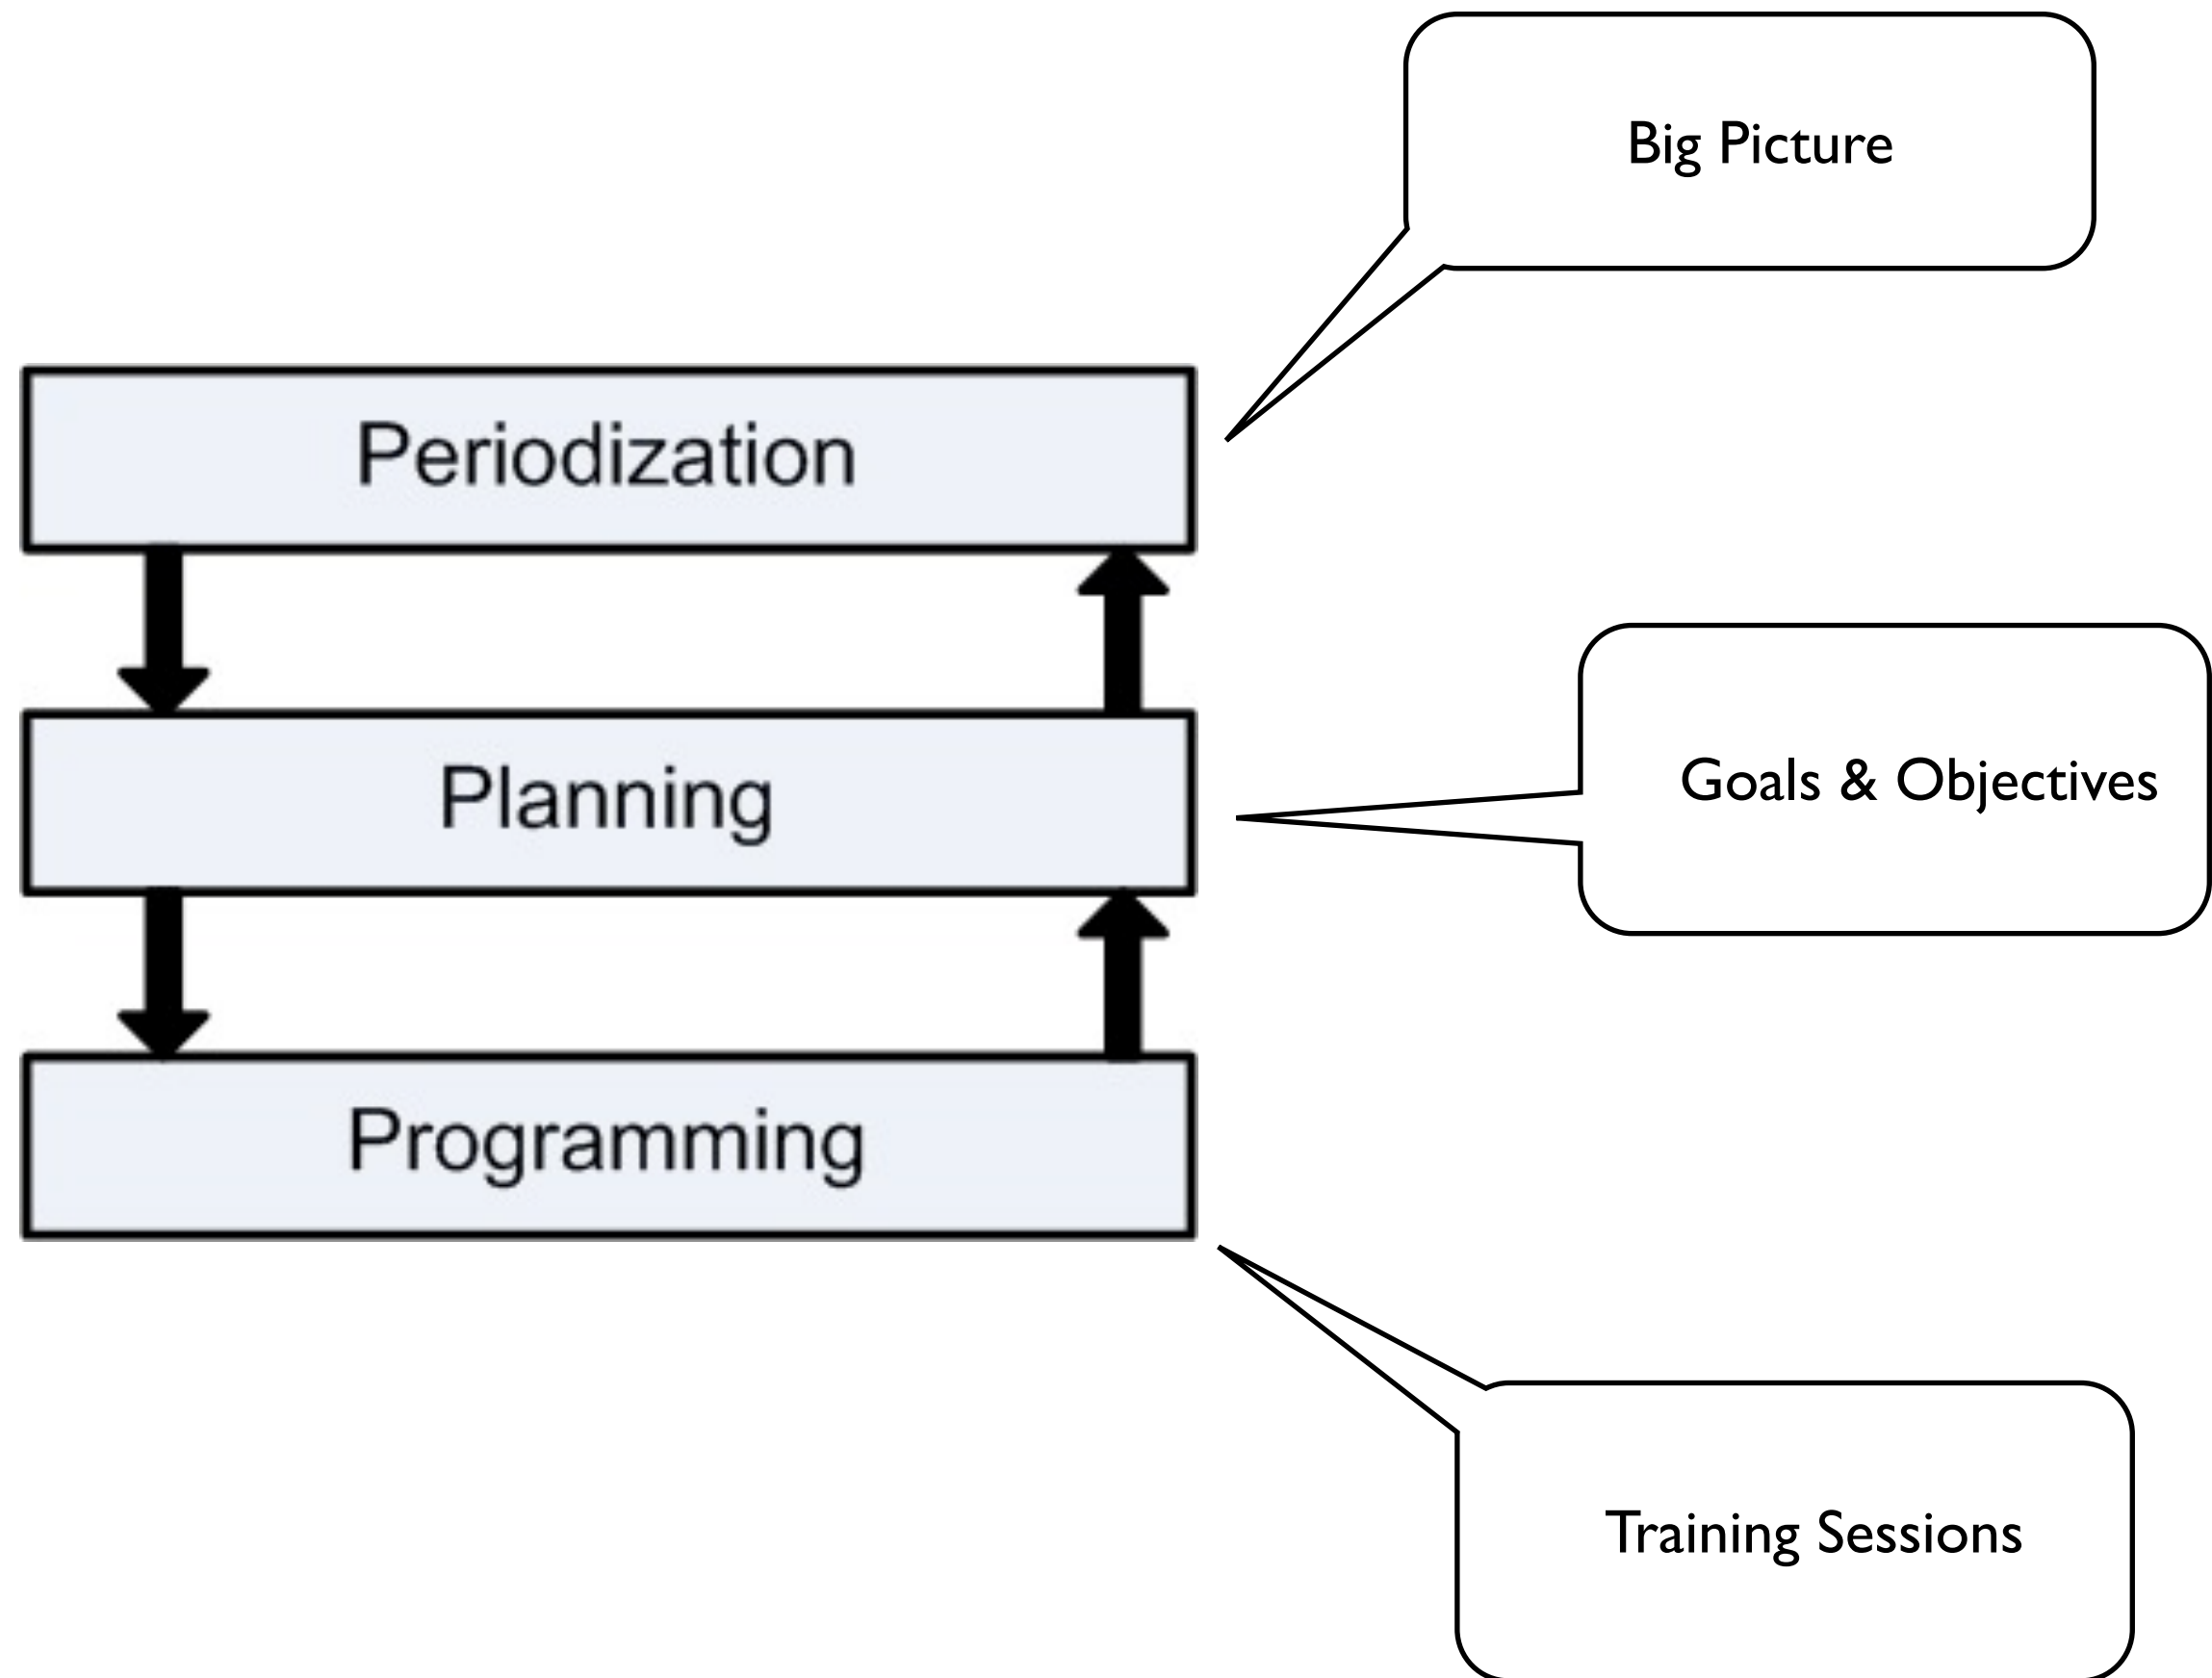 Big Picture
Periodization
Planning
Goals & Objectives
Programming
Training Sessions